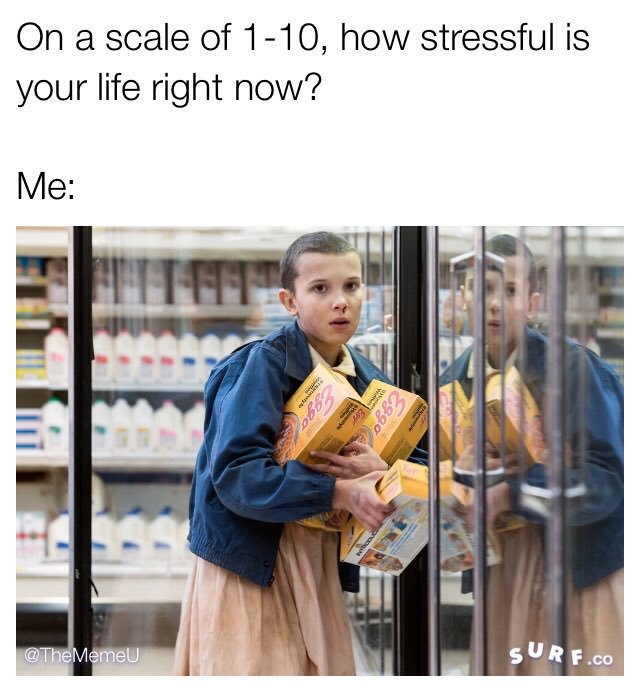 On a scale of 1-10, how stressful is
your life right now?
Me:
Eggo
Eggo
@TheMemeU
SURF.co